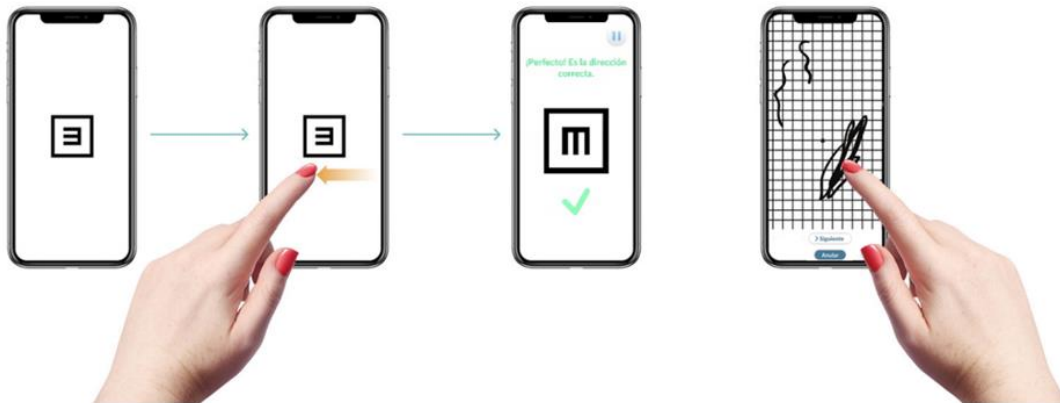 ¡Perfecto! Es la dirección
correcta.
Siguiente
Anular